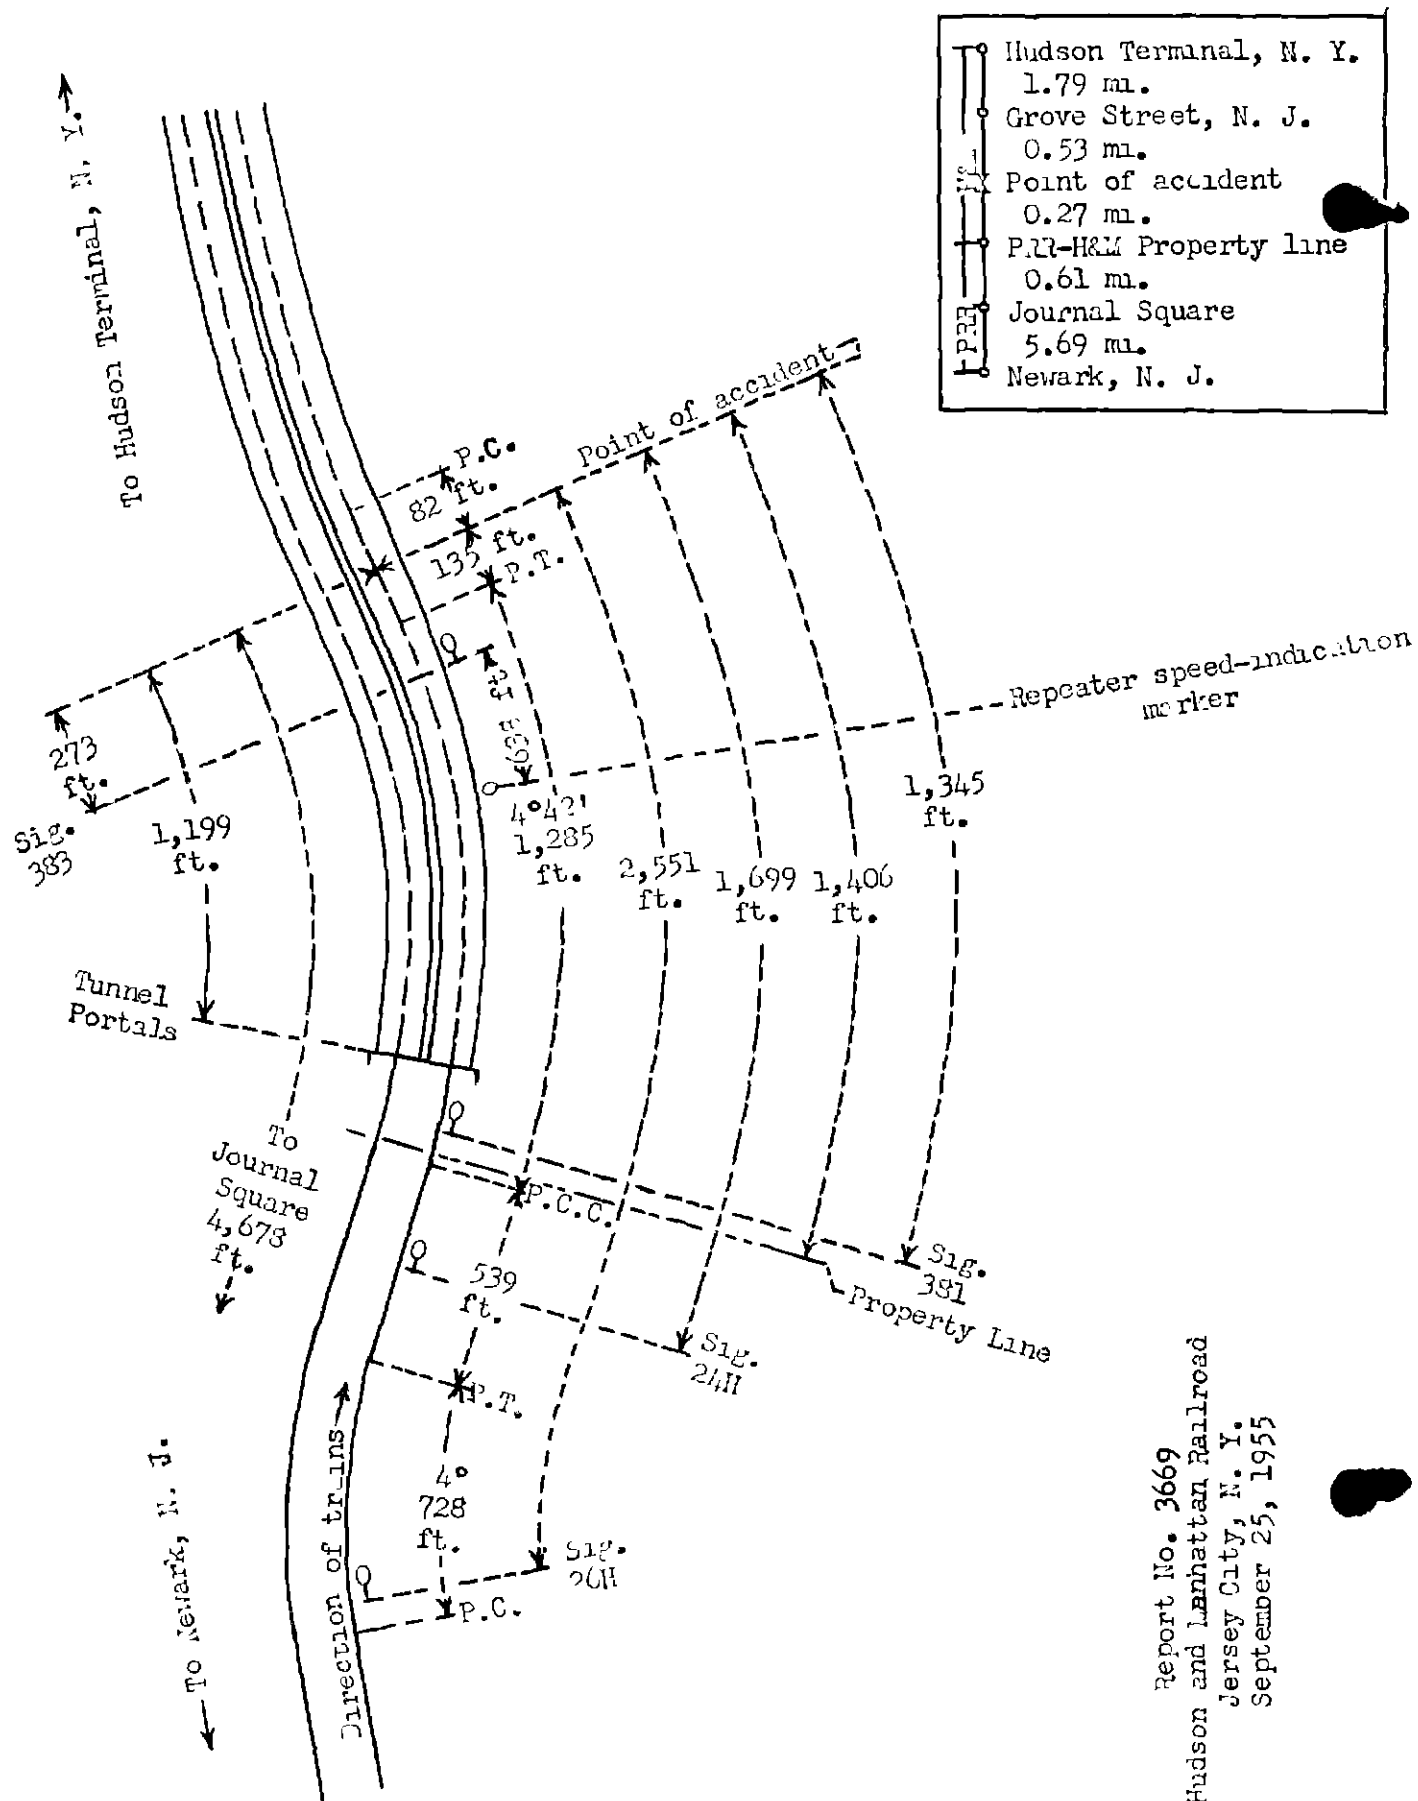 Hudson Terminal, N. Y.
1.79 mi.
Grove Street, N. J.
0.53 mi.
Point of accident
0.27 mi.
PRR-H&M Property line
0.61 mi.
Journal Square
5.69 mi.
Newark, N. J.
PRR
To Hudson Terminal, N. Y.
P.C.
82 ft.
Point of accident
135 ft.
P.T.
273
ft.
Sig.
383
1,199
ft.
ft.
Repeater speed-indication
marker
4°42'
1,285
ft.
2,551
ft.
1,699
ft.
1,406
ft.
1,345
ft.
Tunnel
Portals
To
Journal
Square
4,678
ft.
P.C.C.
539
ft.
Sig.
381
Property Line
Sig.
24H
P.T.
4°
728
ft.
Sig.
26H
P.C.
Direction of trains
To Newark, N. J.
Report No. 3669
Hudson and Manhattan Railroad
Jersey City, N. Y.
September 25, 1955